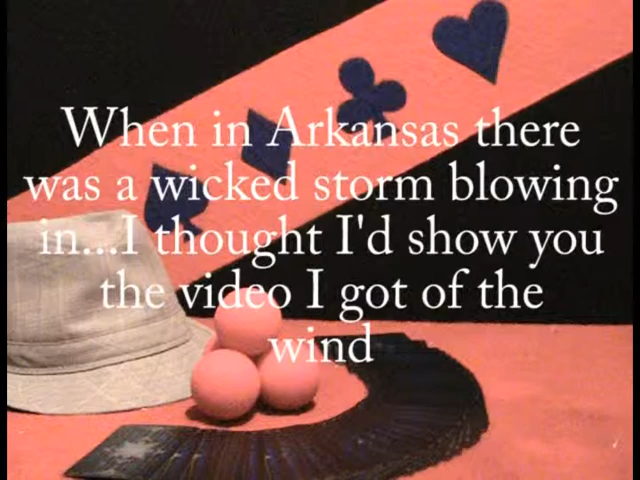 When in Arkansas there
was a wicked storm blowing
in...I thought I'd show you
the video I got of the
wind